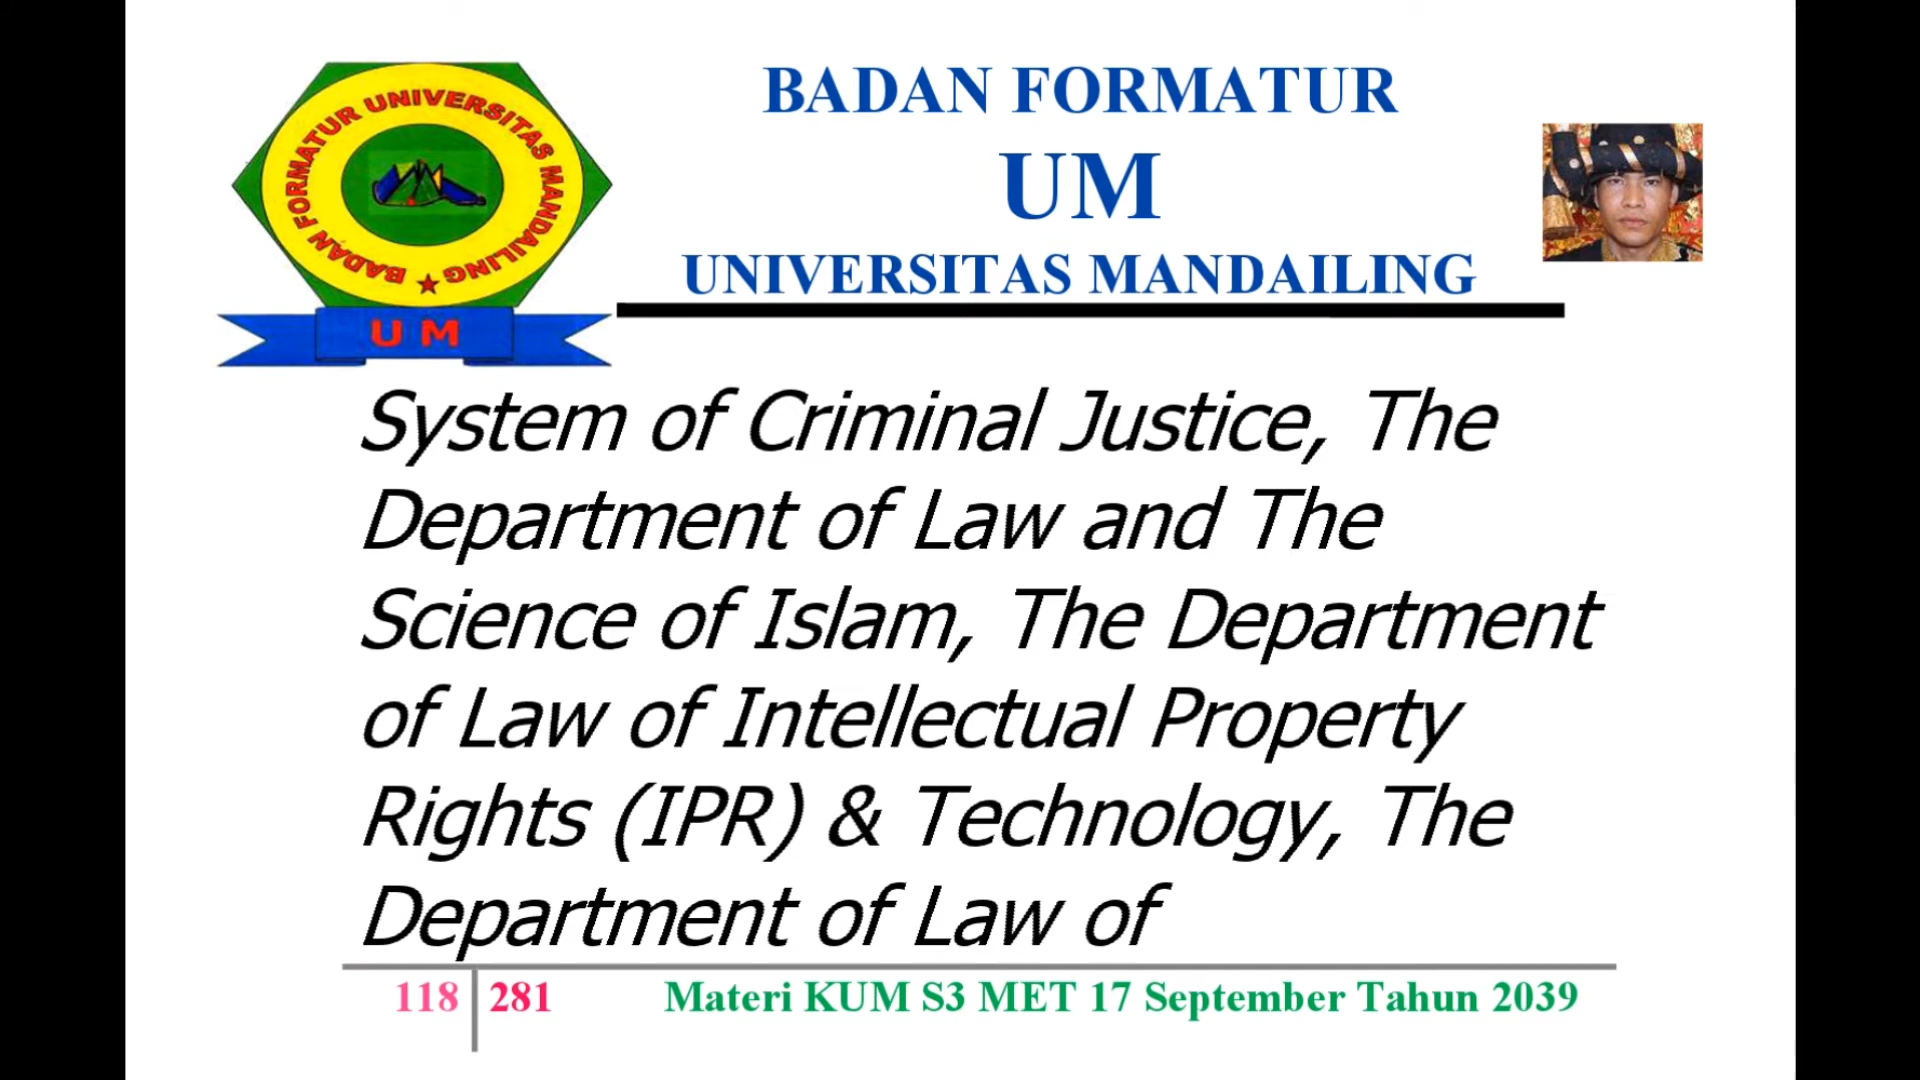 BADAN FORMATUR UNIVERSITAS MANDAILING
U M
BADAN FORMATUR
UM
UNIVERSITAS MANDAILING
System of Criminal Justice, The
Department of Law and The
Science of Islam, The Department
of Law of Intellectual Property
Rights (IPR) & Technology, The
Department of Law of
118 281 Materi KUM S3 MET 17 September Tahun 2039